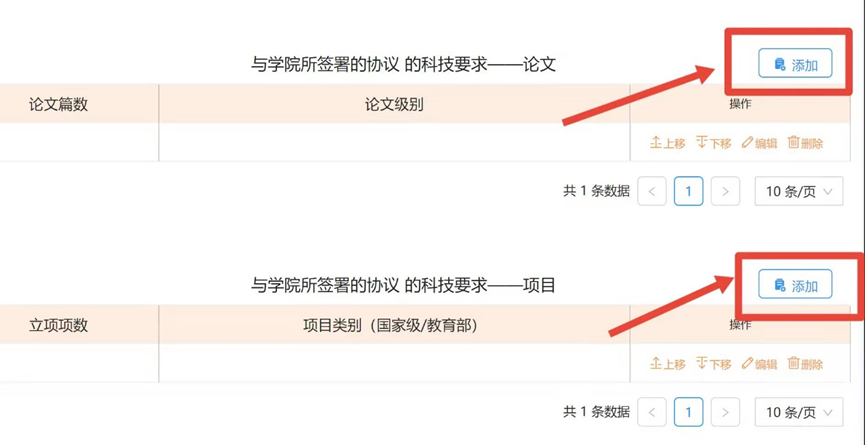 与学院所签署的协议 的科技要求——论文
添加
论文篇数 论文级别 操作
上移 下移 编辑 删除
共 1 条数据 < 1 > 10 条/页
与学院所签署的协议 的科技要求——项目
添加
立项项数 项目类别（国家级/教育部） 操作
上移 下移 编辑 删除
共 1 条数据 < 1 > 10 条/页